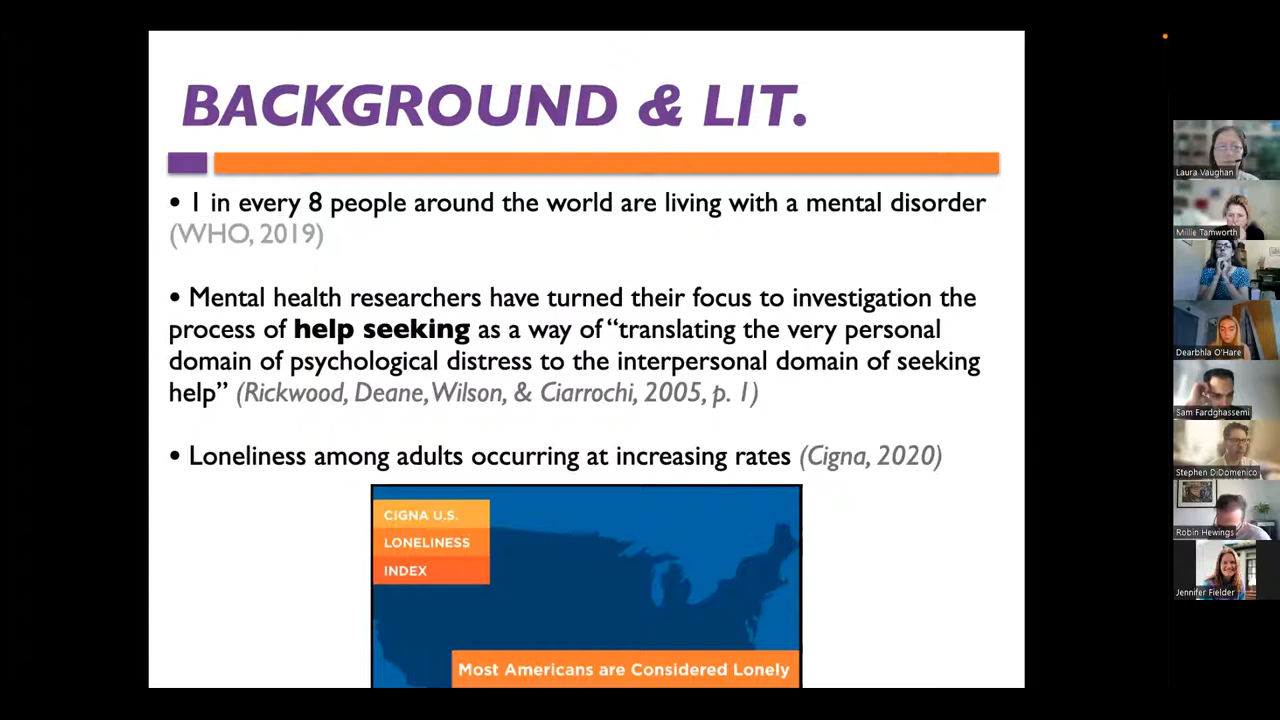 BACKGROUND & LIT.
• 1 in every 8 people around the world are living with a mental disorder
(WHO, 2019)
• Mental health researchers have turned their focus to investigation the
process of help seeking as a way of “translating the very personal
domain of psychological distress to the interpersonal domain of seeking
help” (Rickwood, Deane, Wilson, & Ciarrochi, 2005, p. 1)
• Loneliness among adults occurring at increasing rates (Cigna, 2020)
CIGNA U.S.
LONELINESS
INDEX
Most Americans are Considered Lonely
Laura Vaughan
Millie Tamworth
Dearbhla O'Hare
Sam Fardghassemi
Stephen DiDomenico
Robin Hewings
Jennifer Fielder